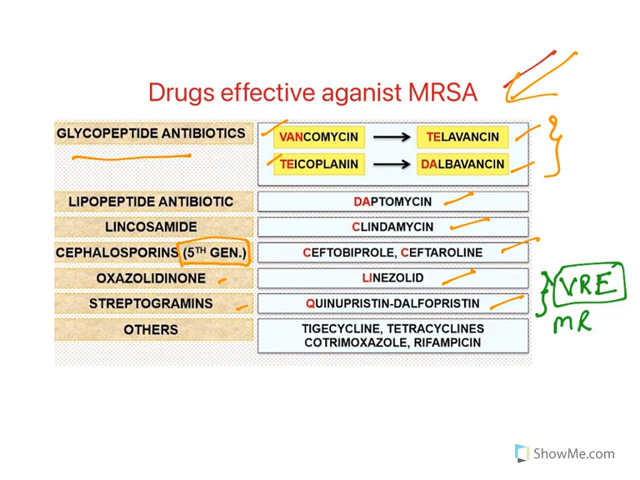 Drugs effective aganist MRSA
GLYCOPEPTIDE ANTIBIOTICS
VANCOMYCIN TELAVANCIN
TEICOPLANIN DALBAVANCIN
LIPOPEPTIDE ANTIBIOTIC DAPTOMYCIN
LINCOSAMIDE CLINDAMYCIN
CEPHALOSPORINS (5TH GEN.) CEFTOBIPROLE, CEFTAROLINE
OXAZOLIDINONE LINEZOLID
VRE
STREPTOGRAMINS QUINUPRISTIN-DALFOPRISTIN
MR
OTHERS TIGECYCLINE, TETRACYCLINES
COTRIMOXAZOLE, RIFAMPICIN
ShowMe.com